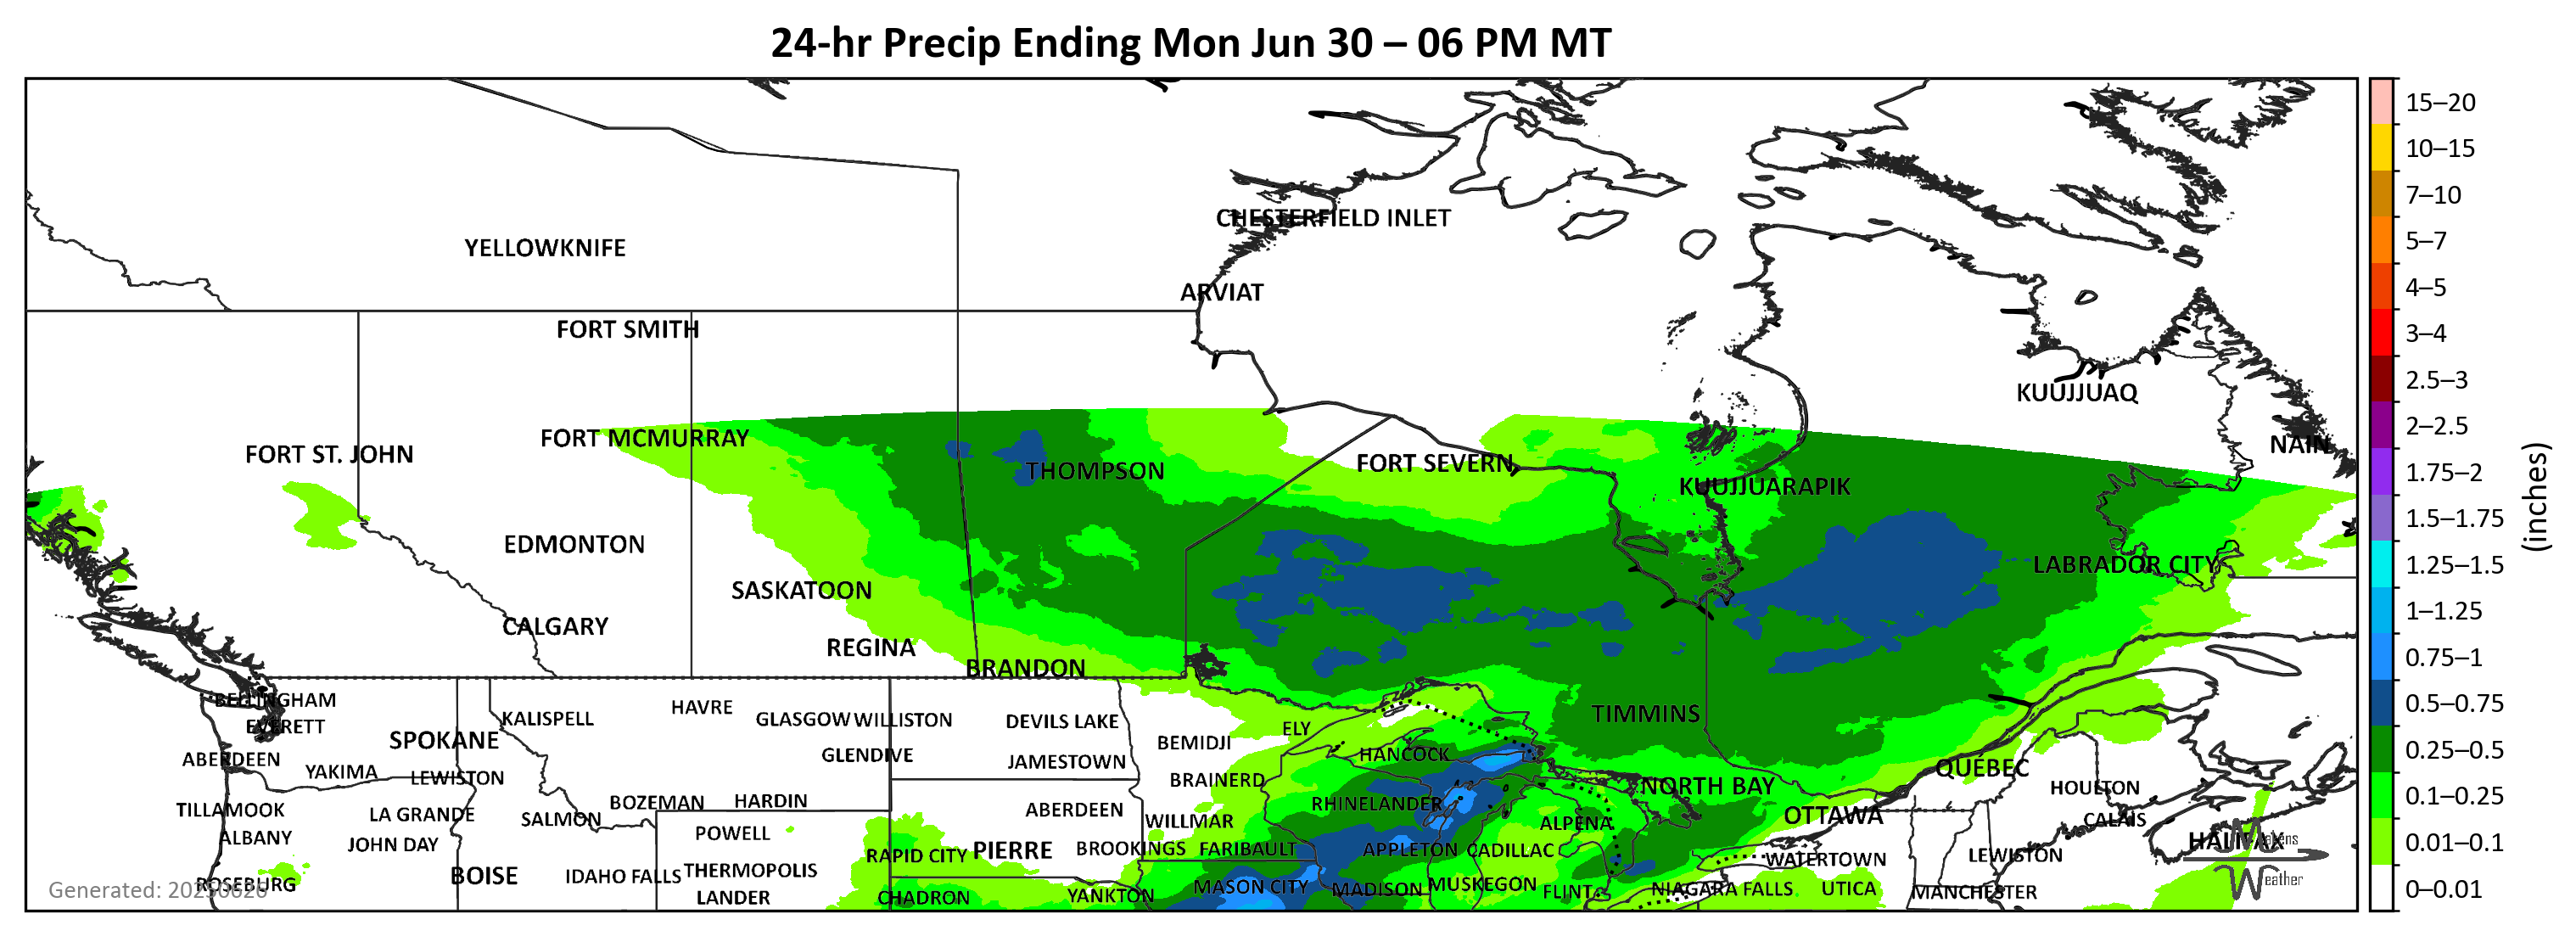 24-hr Precip Ending Mon Jun 30 – 06 PM MT
15–20
10–15
7–10
5–7
4–5
3–4
2.5–3
2–2.5
1.75–2
1.5–1.75
1.25–1.5
1–1.25
0.75–1
0.5–0.75
0.25–0.5
0.1–0.25
0.01–0.1
0–0.01
(inches)
CHESTERFIELD INLET
YELLOWKNIFE
ARVIAT
FORT SMITH
KUUJJUAQ
FORT MCMURRAY
NAIN
FORT ST. JOHN
FORT SEVERN
THOMPSON
KUUJJUARAPIK
EDMONTON
LABRADOR CITY
SASKATOON
CALGARY
REGINA
BRANDON
BELLINGHAM
HAVRE
TIMMINS
KALISPELL
GLASGOW
WILLISTON
DEVILS LAKE
EVERETT
ELY
SPOKANE
BEMIDJI
GLENDIVE
HANCOCK
ABERDEEN
JAMESTOWN
QUÉBEC
YAKIMA
LEWISTON
BRAINERD
NORTH BAY
HOULTON
BOZEMAN
HARDIN
RHINELANDER
TILLAMOOK
LA GRANDE
SALMON
ABERDEEN
WILLMAR
ALPENA
OTTAWA
CALAIS
ALBANY
JOHN DAY
POWELL
HALIFAX
RAPID CITY
PIERRE
BROOKINGS
FARIBAULT
APPLETON
CADILLAC
WATERTOWN
LEWISTON
BOISE
IDAHO FALLS
THERMOPOLIS
ROSEBURG
MASON CITY
MADISON
MUSKEGON
FLINT
NIAGARA FALLS
UTICA
MANCHESTER
LANDER
CHADRON
YANKTON
Weather